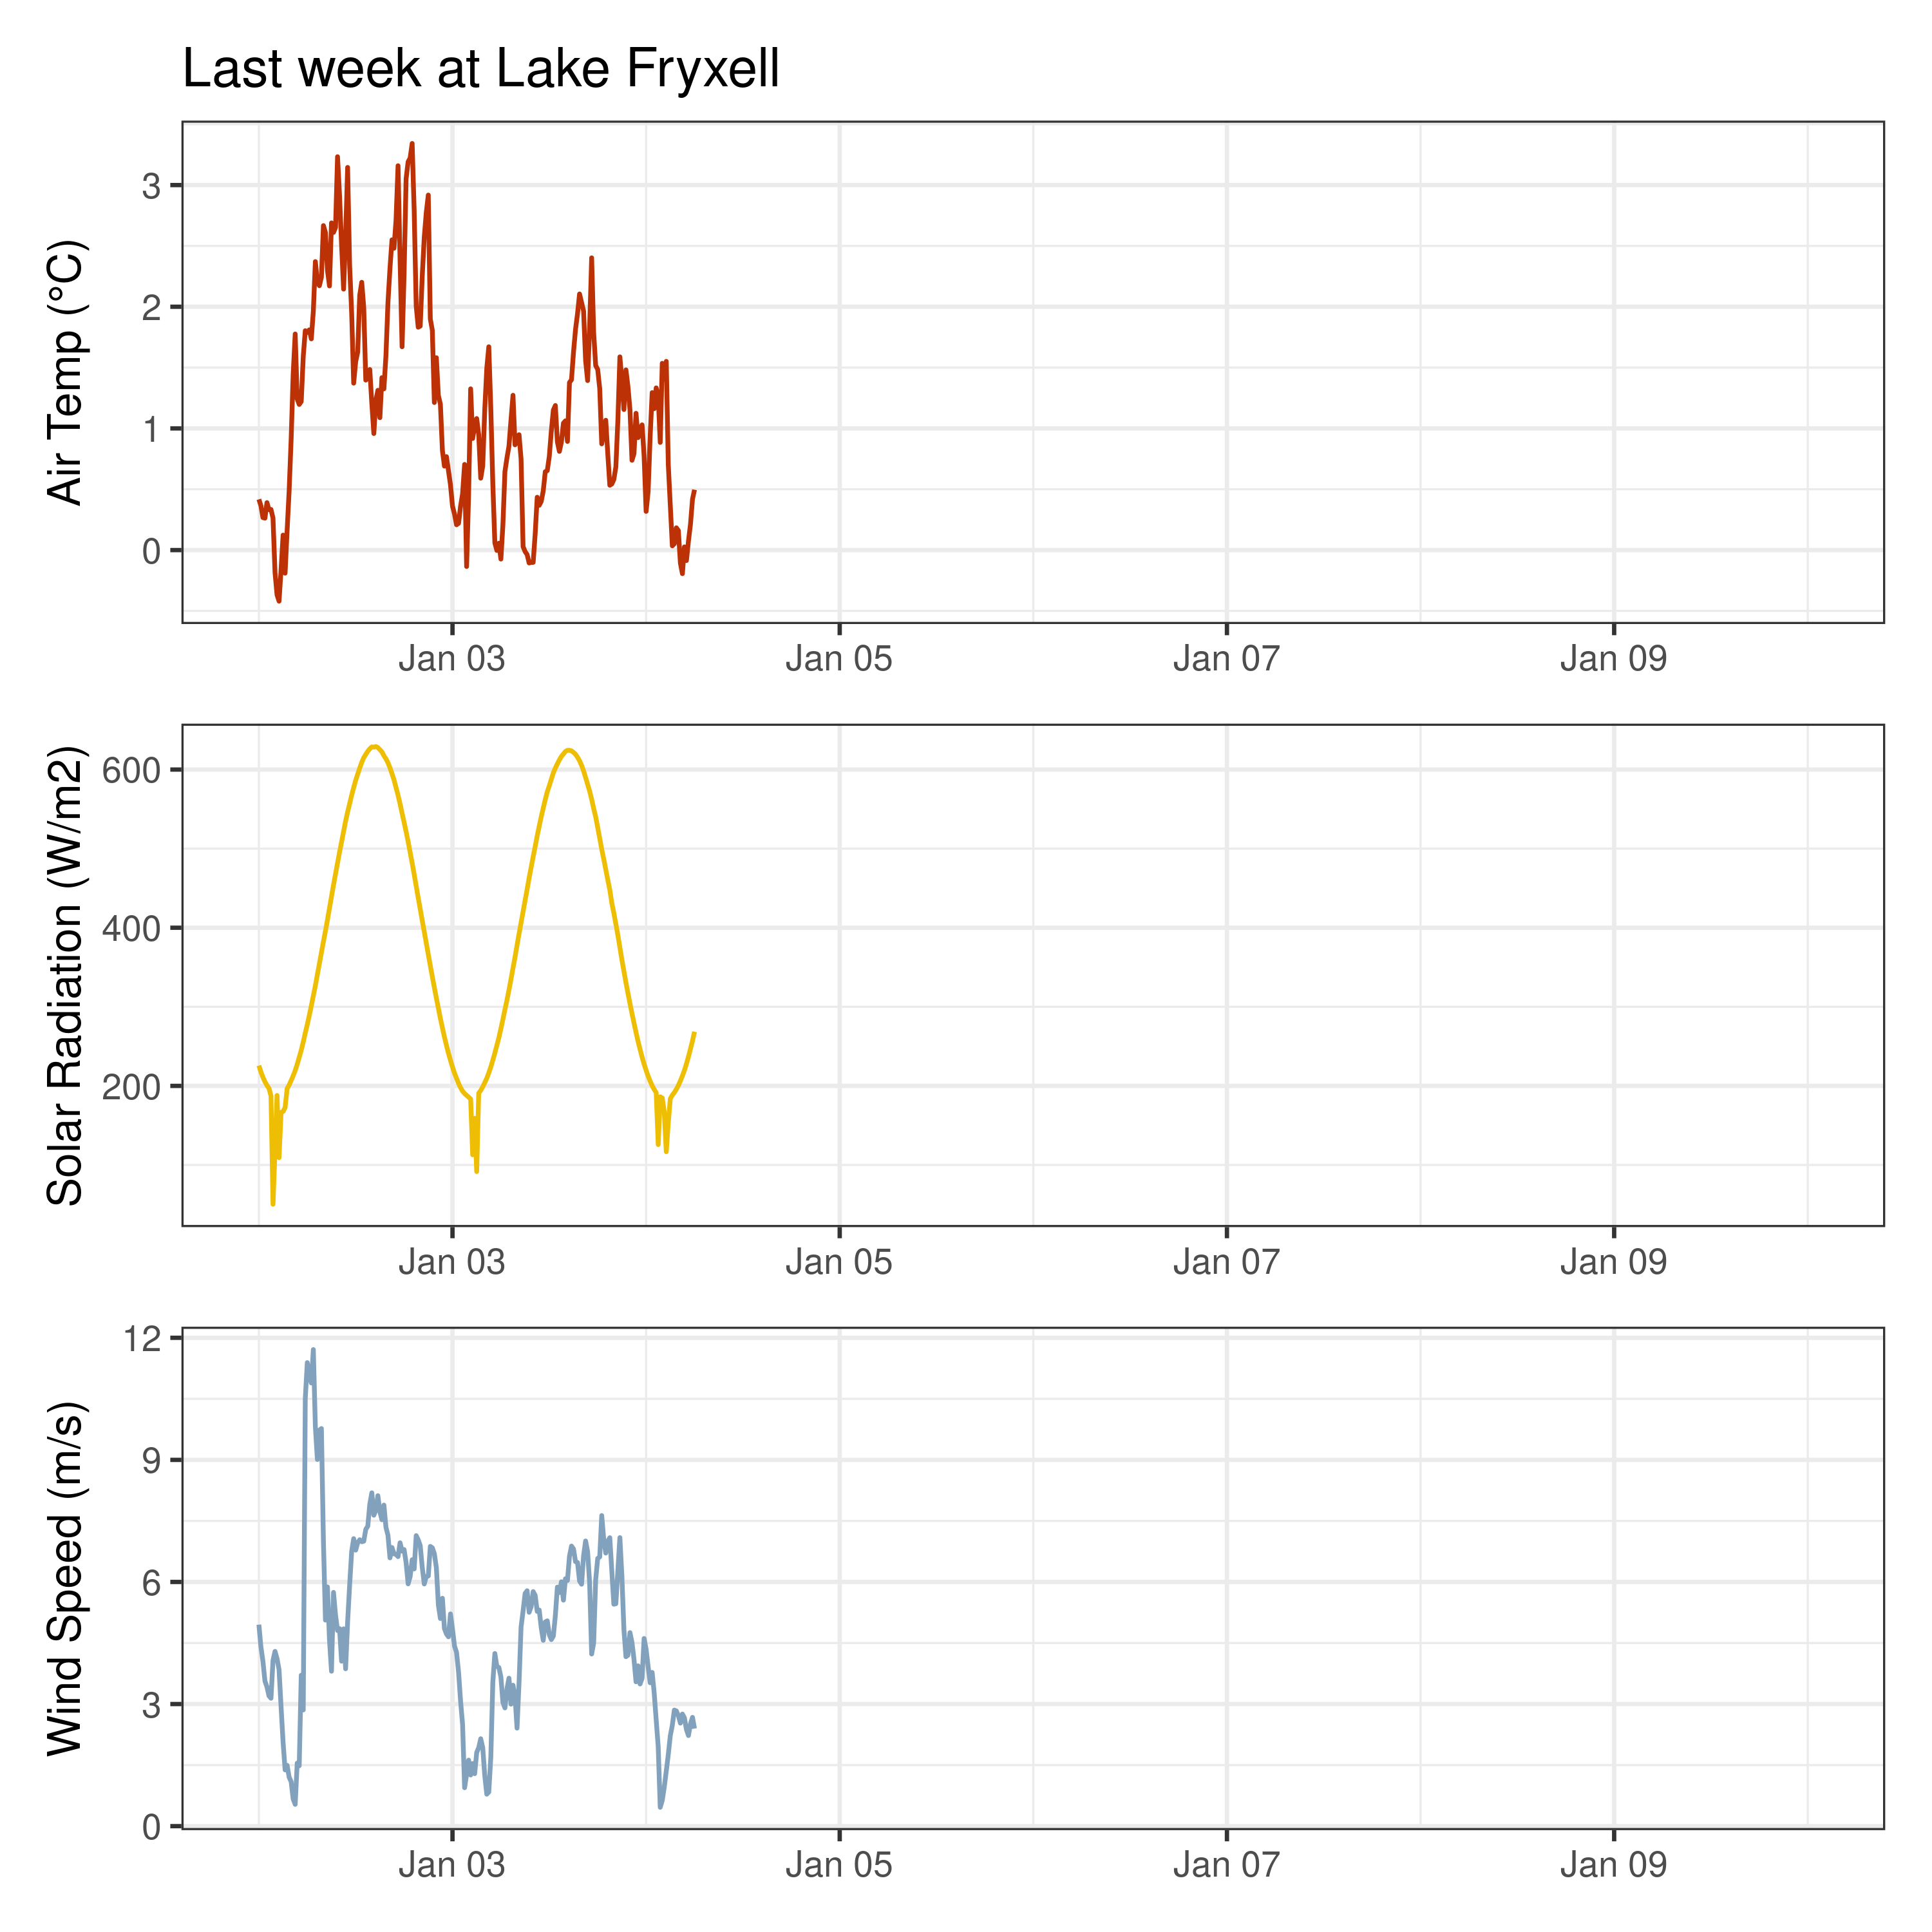 Last week at Lake Fryxell
Air Temp (°C)
3
2
1
0
Jan 03 Jan 05 Jan 07 Jan 09
Solar Radiation (W/m2)
600
400
200
Jan 03 Jan 05 Jan 07 Jan 09
Wind Speed (m/s)
12
9
6
3
0
Jan 03 Jan 05 Jan 07 Jan 09